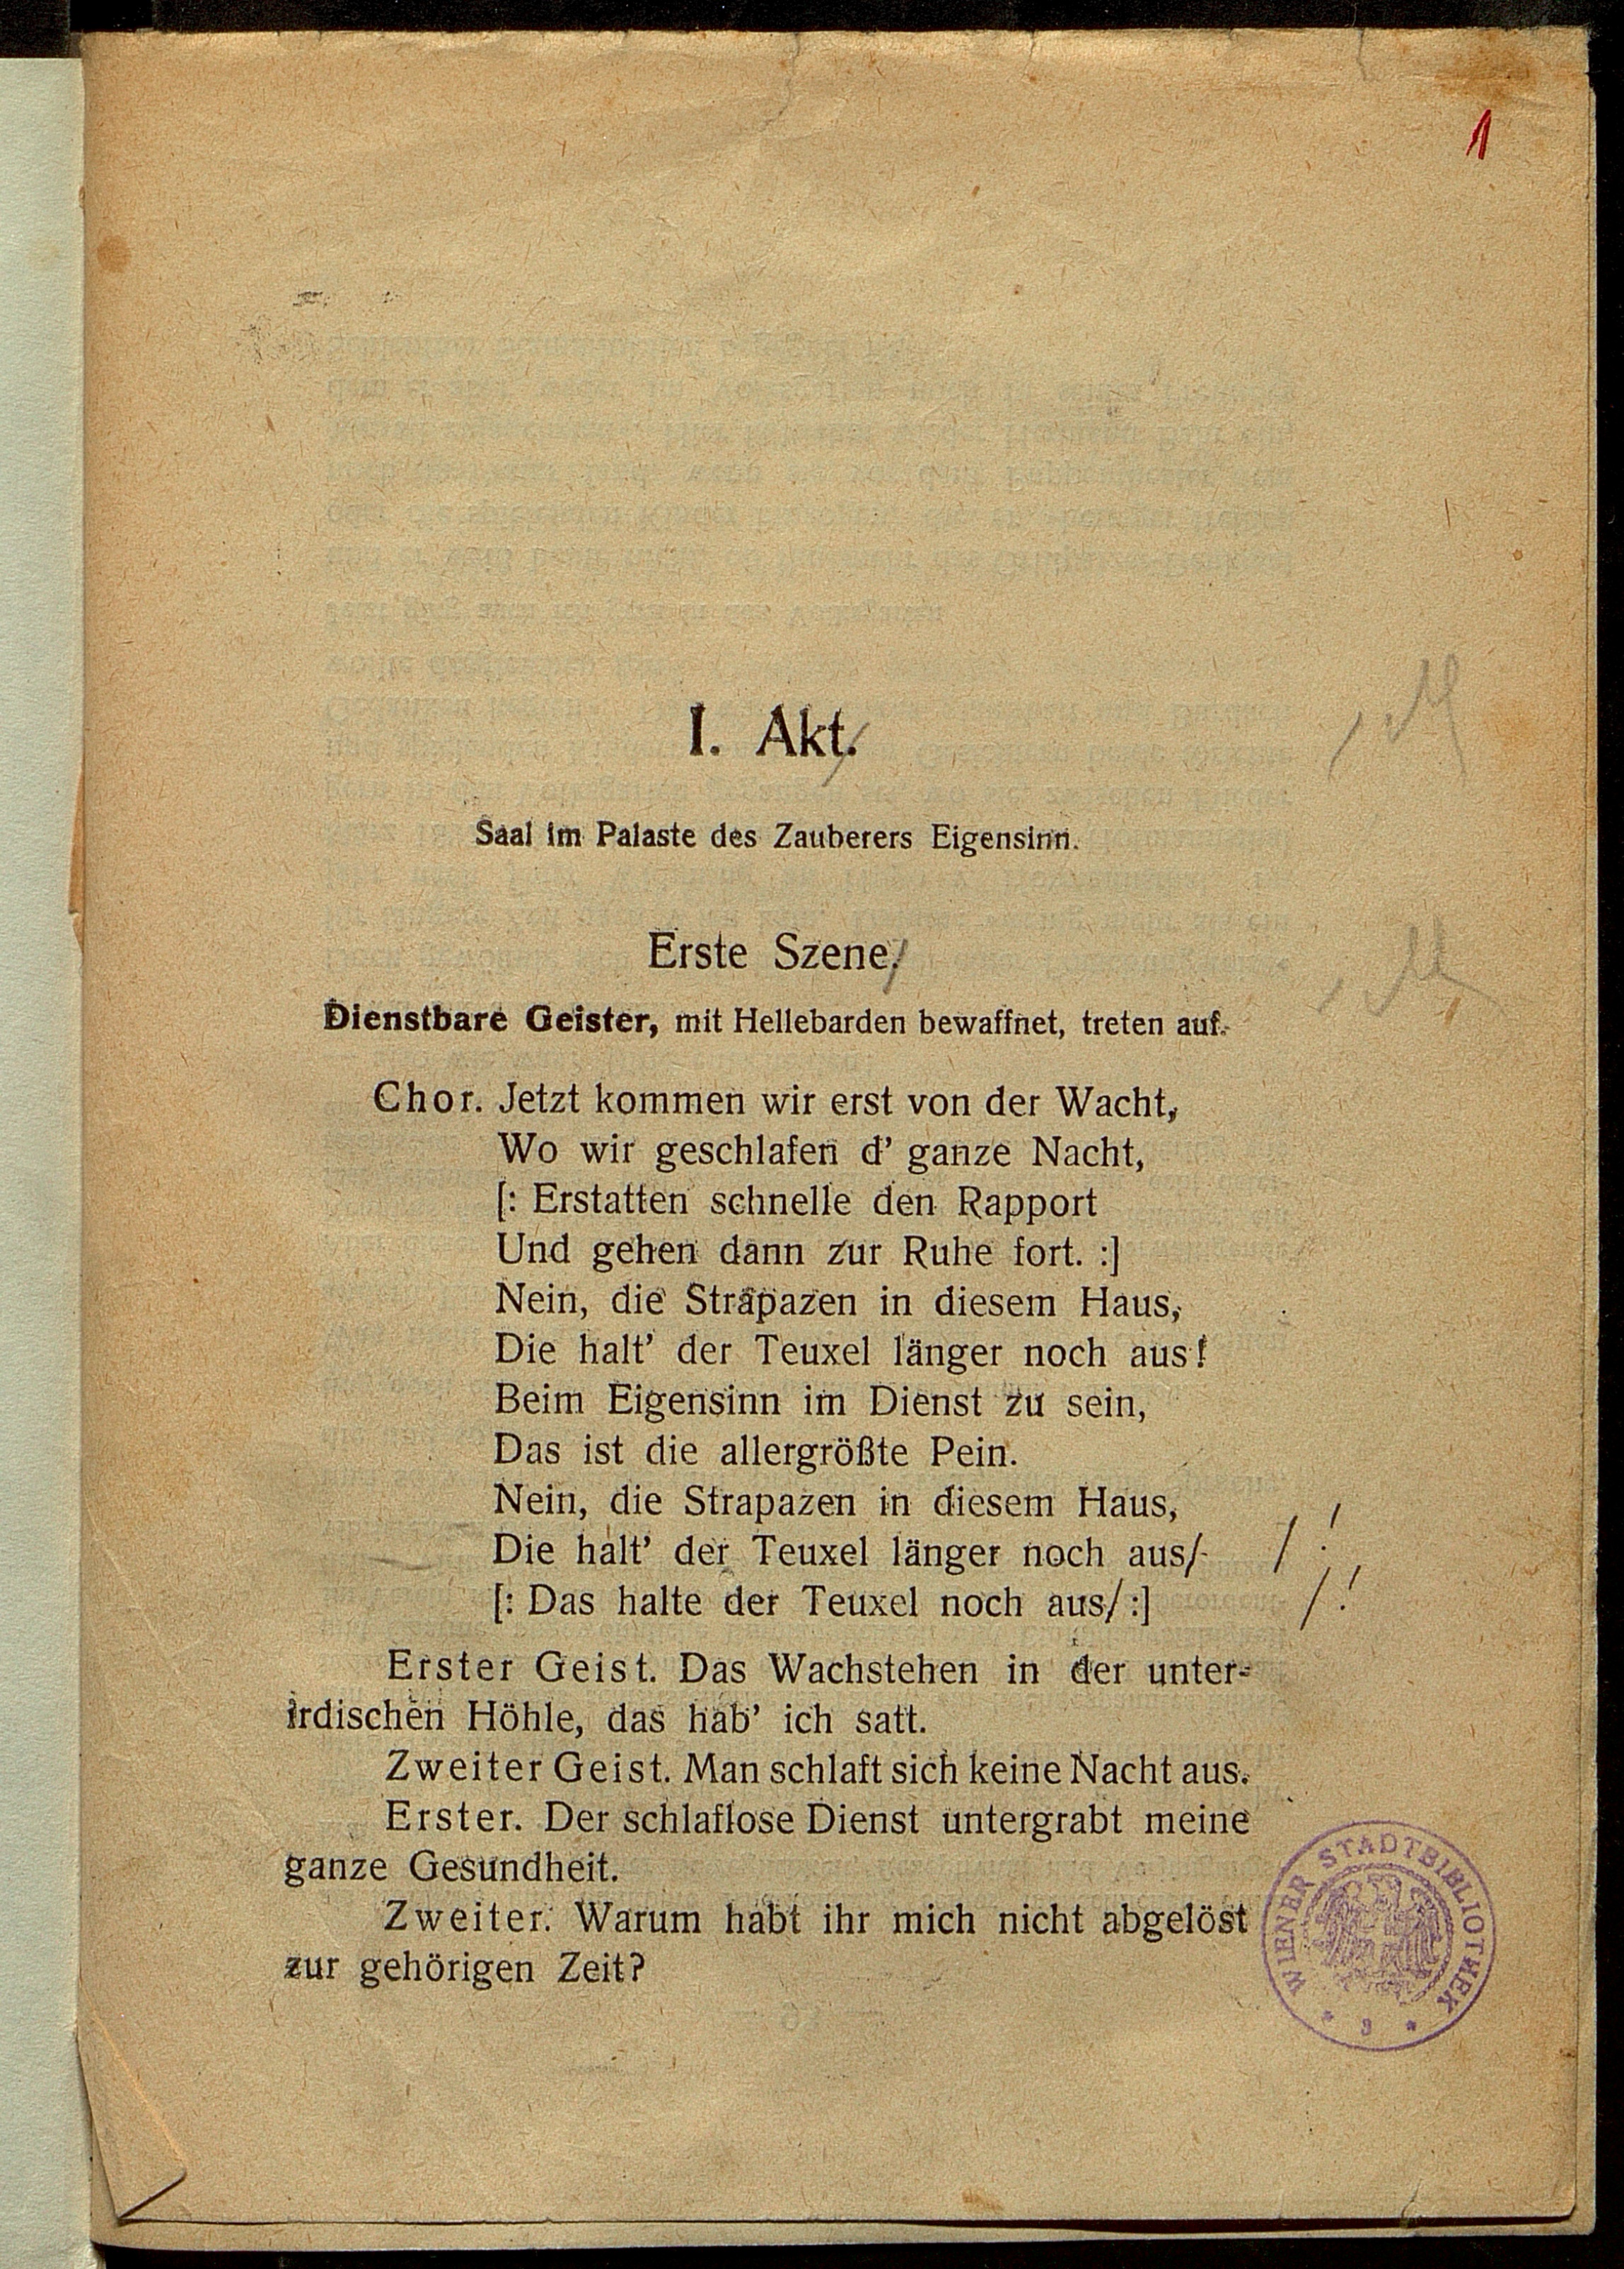 1
I. Akt.
Saal im Palaste des Zauberers Eigensinn.
Erste Szene.
Dienstbare Geister, mit Hellebarden bewaffnet, treten auf.
Chor. Jetzt kommen wir erst von der Wacht,
Wo wir geschlafen d' ganze Nacht,
[: Erstatten schnelle den Rapport
Und gehen dann zur Ruhe fort. :]
Nein, die Strapazen in diesem Haus,
Die halt' der Teuxel länger noch aus!
Beim Eigensinn im Dienst zu sein,
Das ist die allergrößte Pein.
Nein, die Strapazen in diesem Haus,
Die halt' der Teuxel länger noch aus/ / !
[: Das halte der Teuxel noch aus/ :] / !
Erster Geist. Das Wachstehen in der unter-
irdischen Höhle, das hab' ich satt.
Zweiter Geist. Man schlaft sich keine Nacht aus.
Erster. Der schlaflose Dienst untergrabt meine
ganze Gesundheit.
Zweiter. Warum habt ihr mich nicht abgelöst
zur gehörigen Zeit?
WIENER STADTBIBLIOTHEK